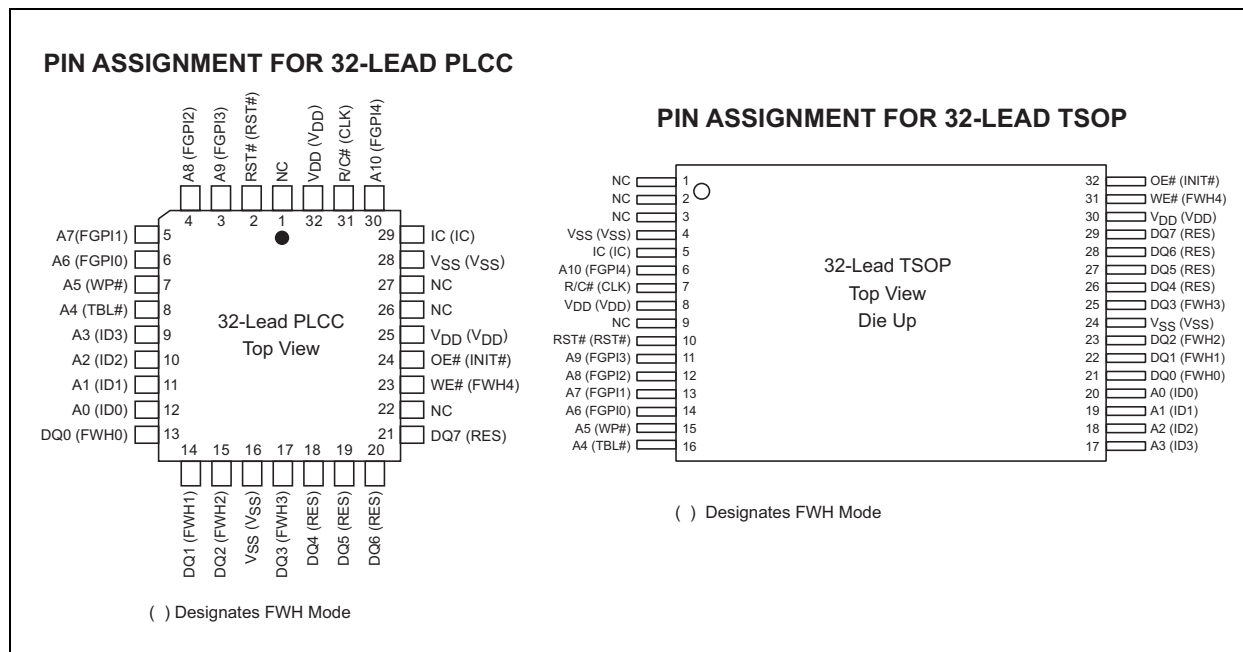 PIN ASSIGNMENT FOR 32-LEAD PLCC
A8 (FGPI2)
A9 (FGPI3)
RST# (RST#)
NC
VDD (VDD)
R/C# (CLK)
A10 (FGPI4)
4 3 2 1 32 31 30
A7(FGPI1) 5
A6 (FGPI0) 6
A5 (WP#) 7
A4 (TBL#) 8
A3 (ID3) 9
A2 (ID2) 10
A1 (ID1) 11
A0 (ID0) 12
DQ0 (FWH0) 13
32-Lead PLCC
Top View
29 IC (IC)
28 VSS (VSS)
27 NC
26 NC
25 VDD (VDD)
24 OE# (INIT#)
23 WE# (FWH4)
22 NC
21 DQ7 (RES)
14 15 16 17 18 19 20
DQ1 (FWH1)
DQ2 (FWH2)
VSS (VSS)
DQ3 (FWH3)
DQ4 (RES)
DQ5 (RES)
DQ6 (RES)
( ) Designates FWH Mode
PIN ASSIGNMENT FOR 32-LEAD TSOP
NC 1
NC 2
NC 3
VSS (VSS) 4
IC (IC) 5
A10 (FGPI4) 6
R/C# (CLK) 7
VDD (VDD) 8
NC 9
RST# (RST#) 10
A9 (FGPI3) 11
A8 (FGPI2) 12
A7 (FGPI1) 13
A6 (FGPI0) 14
A5 (WP#) 15
A4 (TBL#) 16
32-Lead TSOP
Top View
Die Up
32 OE# (INIT#)
31 WE# (FWH4)
30 VDD (VDD)
29 DQ7 (RES)
28 DQ6 (RES)
27 DQ5 (RES)
26 DQ4 (RES)
25 DQ3 (FWH3)
24 VSS (VSS)
23 DQ2 (FWH2)
22 DQ1 (FWH1)
21 DQ0 (FWH0)
20 A0 (ID0)
19 A1 (ID1)
18 A2 (ID2)
17 A3 (ID3)
( ) Designates FWH Mode